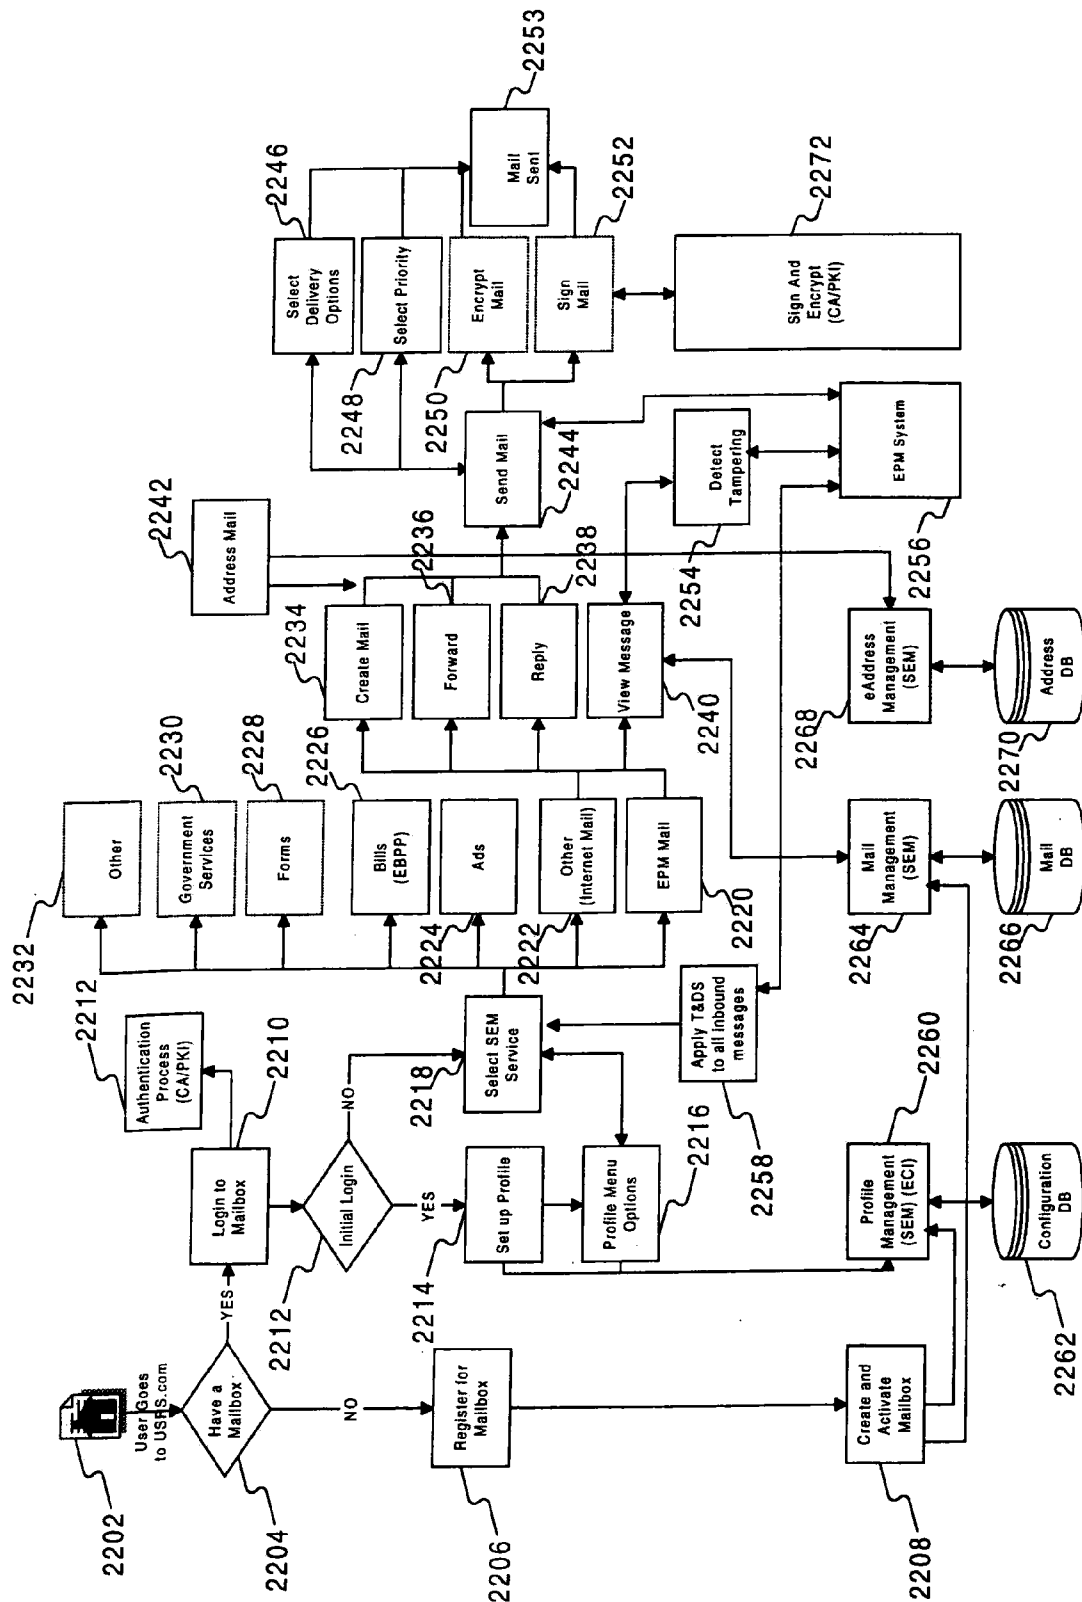 2202
User Goes
to USPS.com
2204
Have a
Mailbox
YES
NO
2206
Register for
Mailbox
2208
Create and
Activate
Mailbox
2210
Login to
Mailbox
2212
Authentication
Process
(CA/PKI)
2212
Initial Login
NO
YES
2214
Set up Profile
2216
Profile Menu
Options
2218
Select SEM
Service
2258
Apply T&DS
to all inbound
messages
2260
Profile
Management
(SEM) (ECI)
2262
Configuration
DB
2232
Other
2230
Government
Services
2228
Forms
2226
Bills
(EBPP)
2224
Ads
2222
Other
(Internet Mail)
2220
EPM Mail
2264
Mail
Management
(SEM)
2266
Mail
DB
2242
Address Mail
2234
Create Mail
2236
Forward
2238
Reply
2240
View Message
2268
eAddress
Management
(SEM)
2270
Address
DB
2244
Send Mail
2254
Detect
Tampering
2256
EPM System
2246
Select
Delivery
Options
2248
Select Priority
2250
Encrypt
Mail
2252
Sign
Mail
2253
Mail
Sent
2272
Sign And
Encrypt
(CA/PKI)